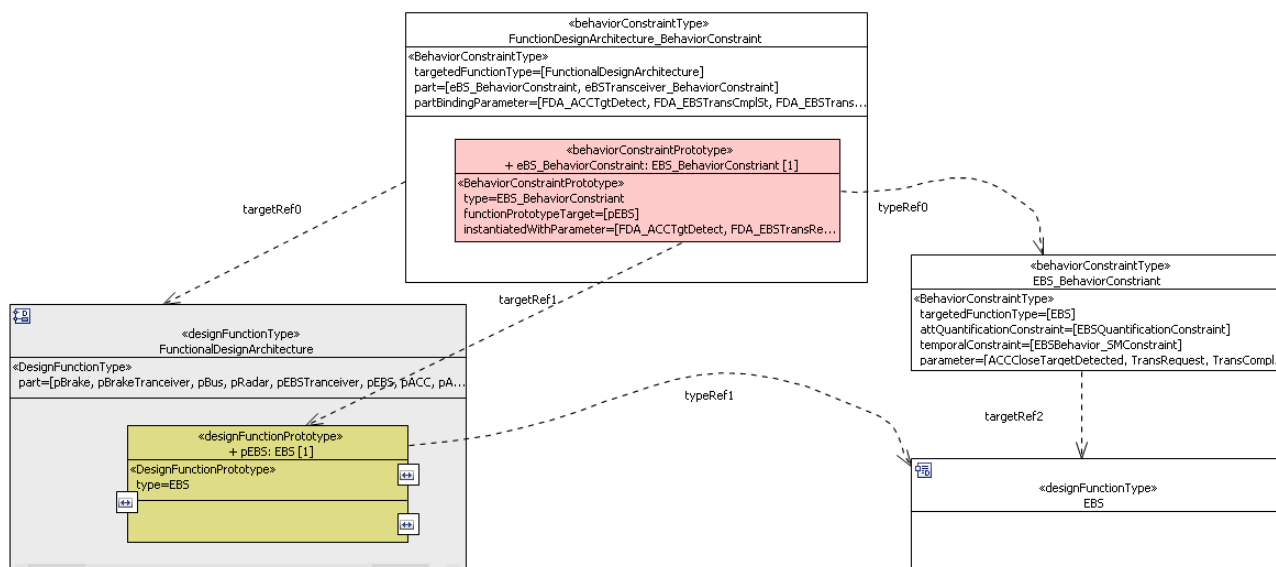 «behaviorConstraintType»
FunctionDesignArchitecture_BehaviorConstraint
«BehaviorConstraintType»
targetedFunctionType=[FunctionalDesignArchitecture]
part=[eBS_BehaviorConstraint, eBSTransceiver_BehaviorConstraint]
partBindingParameter=[FDA_ACCTgtDetect, FDA_EBSTransCmplSt, FDA_EBSTrans...
«behaviorConstraintPrototype»
+ eBS_BehaviorConstraint: EBS_BehaviorConstriant [1]
«BehaviorConstraintPrototype»
type=EBS_BehaviorConstriant
functionPrototypeTarget=[pEBS]
instantiatedWithParameter=[FDA_ACCTgtDetect, FDA_EBSTransRe...
targetRef0
typeRef0
targetRef1
«behaviorConstraintType»
EBS_BehaviorConstriant
«BehaviorConstraintType»
targetedFunctionType=[EBS]
attQuantificationConstraint=[EBSQuantificationConstraint]
temporalConstraint=[EBSBehavior_SMConstraint]
parameter=[ACCCloseTargetDetected, TransRequest, TransCompl...
«designFunctionType»
FunctionalDesignArchitecture
«DesignFunctionType»
part=[pBrake, pBrakeTranceiver, pBus, pRadar, pEBSTranceiver, pEBS, pACC, pA...
typeRef1
targetRef2
«designFunctionPrototype»
+ pEBS: EBS [1]
«DesignFunctionPrototype»
type=EBS
«designFunctionType»
EBS